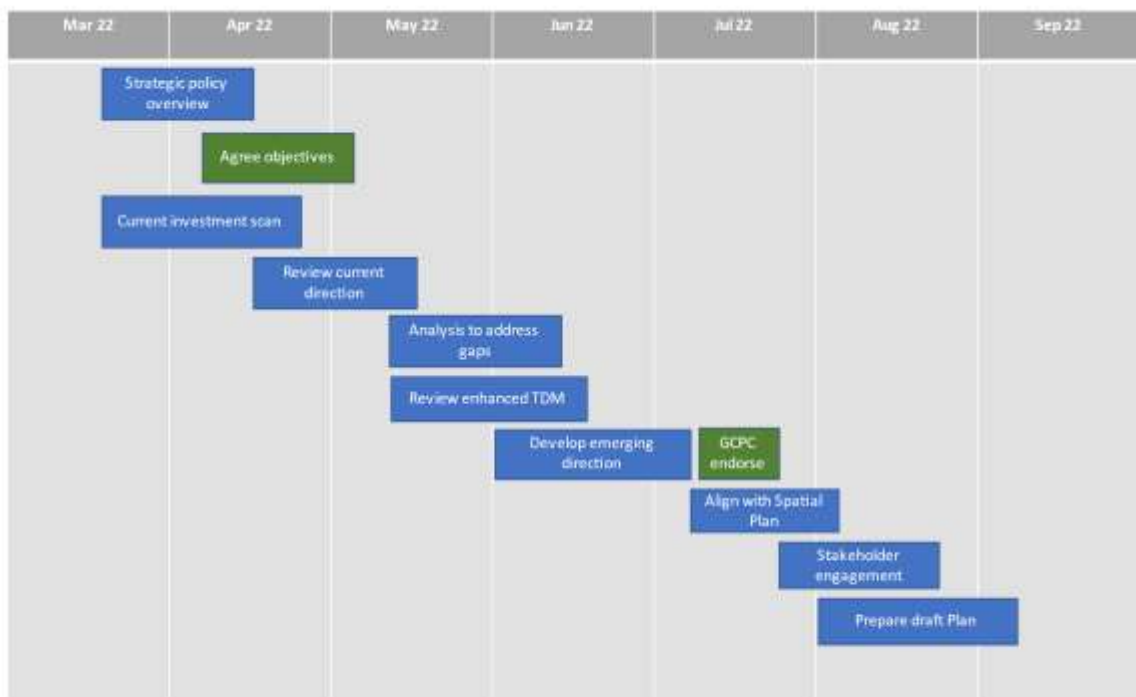 Mar 22 Apr 22 May 22 Jun 22 Jul 22 Aug 22 Sep 22
Strategic policy
overview
Agree objectives
Current investment scan
Review current
direction
Analysis to address
gaps
Review enhanced TDM
Develop emerging
direction
GCPC
endorse
Align with Spatial
Plan
Stakeholder
engagement
Prepare draft Plan